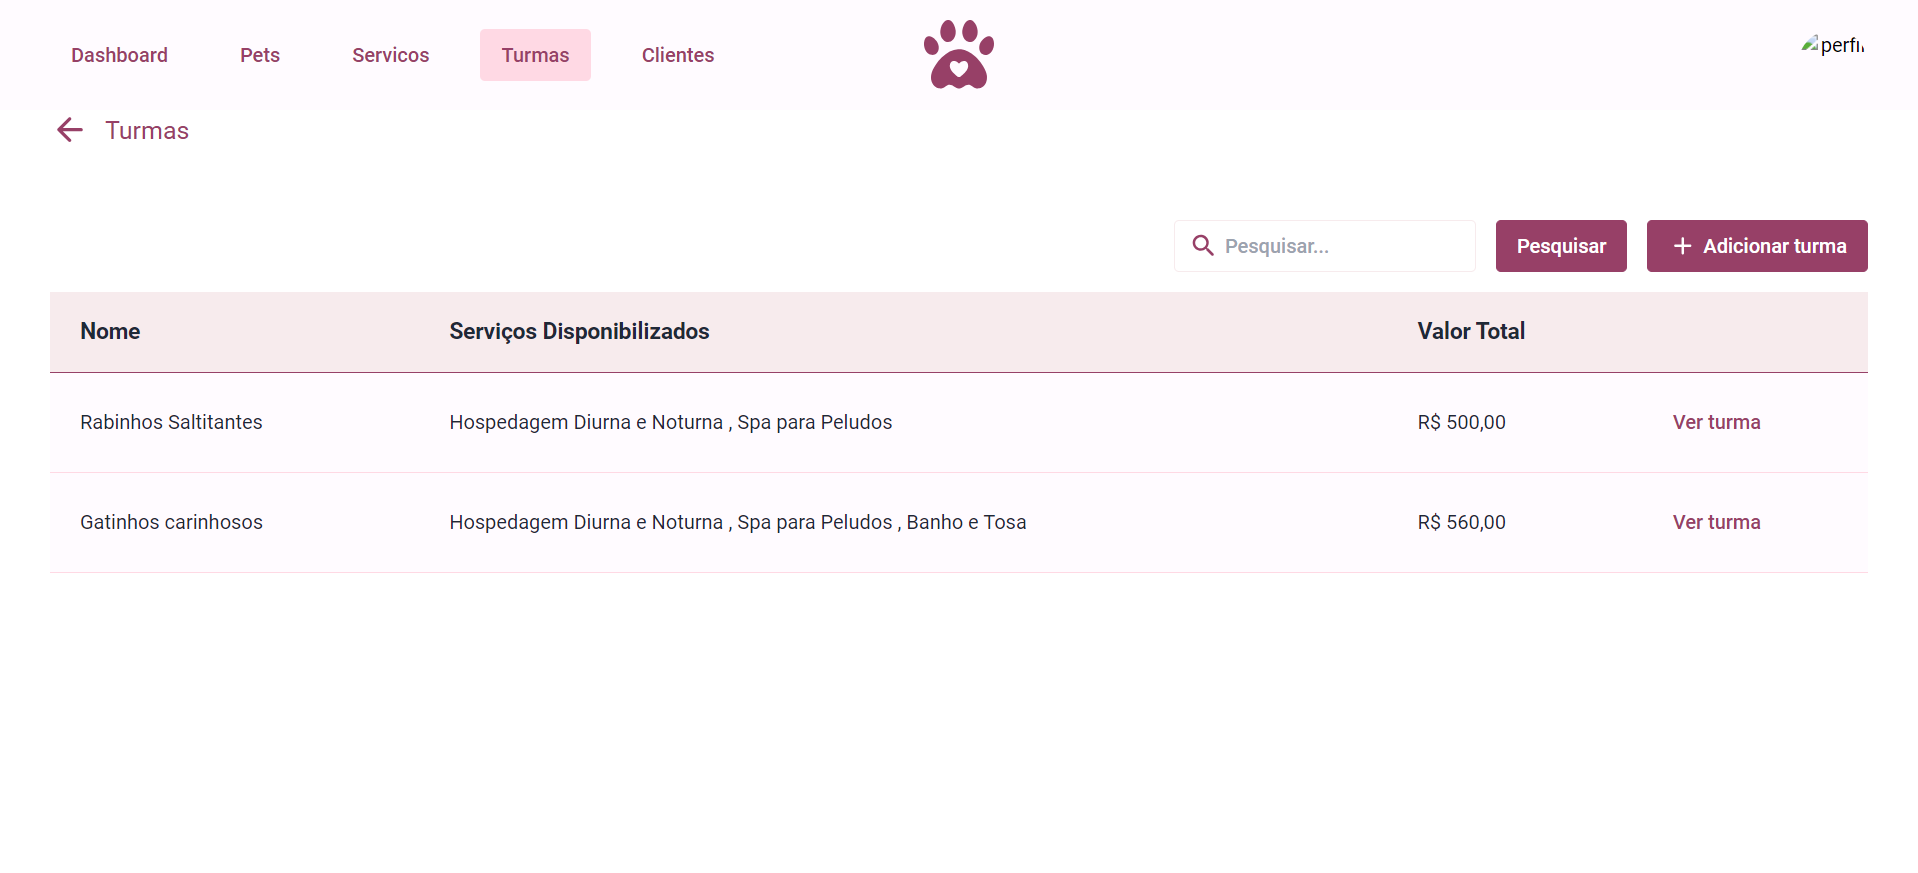 Dashboard Pets Servicos Turmas Clientes
Turmas
Pesquisar... Pesquisar Adicionar turma
Nome Serviços Disponibilizados Valor Total
Rabinhos Saltitantes Hospedagem Diurna e Noturna , Spa para Peludos R$ 500,00 Ver turma
Gatinhos carinhosos Hospedagem Diurna e Noturna , Spa para Peludos , Banho e Tosa R$ 560,00 Ver turma